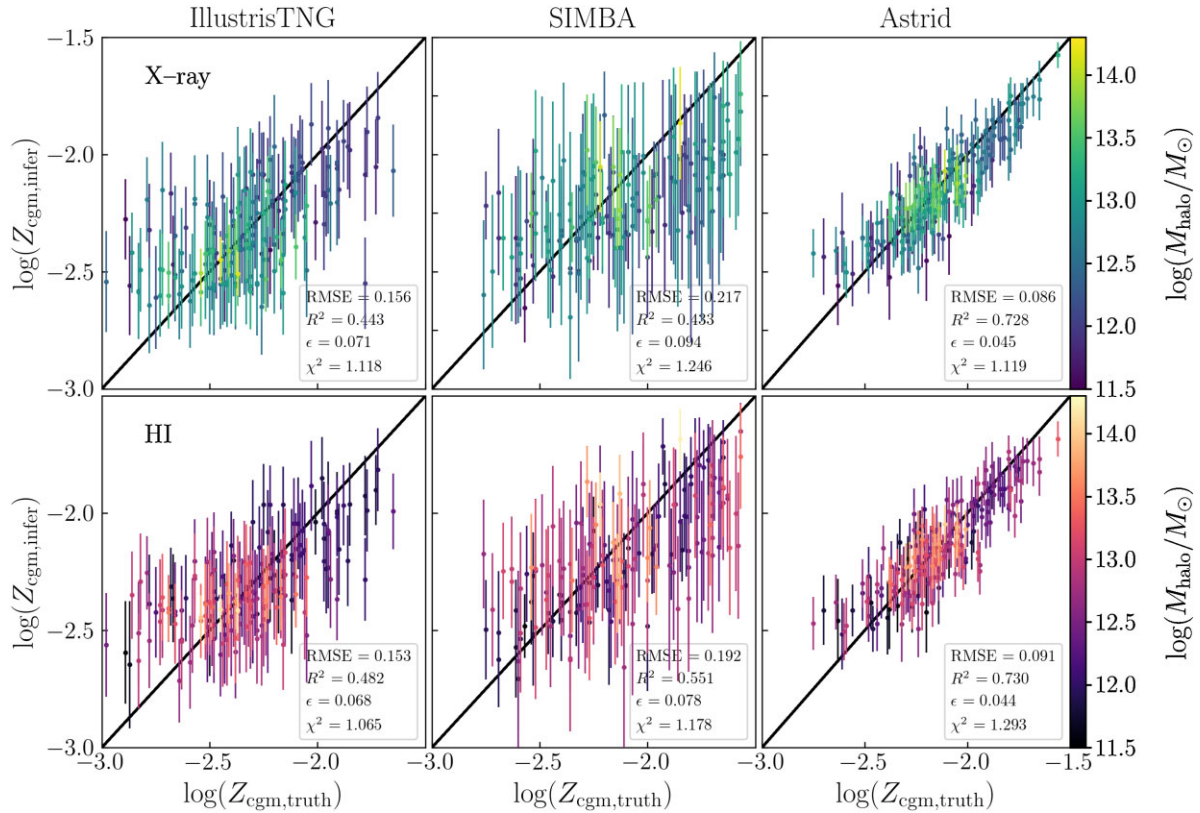 IllustrisTNG
SIMBA
Astrid
−1.5
−2.0
−2.5
−3.0
log(Z_cgm,infer)
X–ray
RMSE = 0.156
R² = 0.443
ϵ = 0.071
χ² = 1.118
RMSE = 0.217
R² = 0.433
ϵ = 0.094
χ² = 1.246
RMSE = 0.086
R² = 0.728
ϵ = 0.045
χ² = 1.119
14.0
13.5
13.0
12.5
12.0
11.5
log(M_halo/M_⊙)
−2.0
−2.5
−3.0
log(Z_cgm,infer)
HI
RMSE = 0.153
R² = 0.482
ϵ = 0.068
χ² = 1.065
RMSE = 0.192
R² = 0.551
ϵ = 0.078
χ² = 1.178
RMSE = 0.091
R² = 0.730
ϵ = 0.044
χ² = 1.293
14.0
13.5
13.0
12.5
12.0
11.5
log(M_halo/M_⊙)
−3.0 −2.5 −2.0 −3.0 −2.5 −2.0 −3.0 −2.5 −2.0 −1.5
log(Z_cgm,truth) log(Z_cgm,truth) log(Z_cgm,truth)